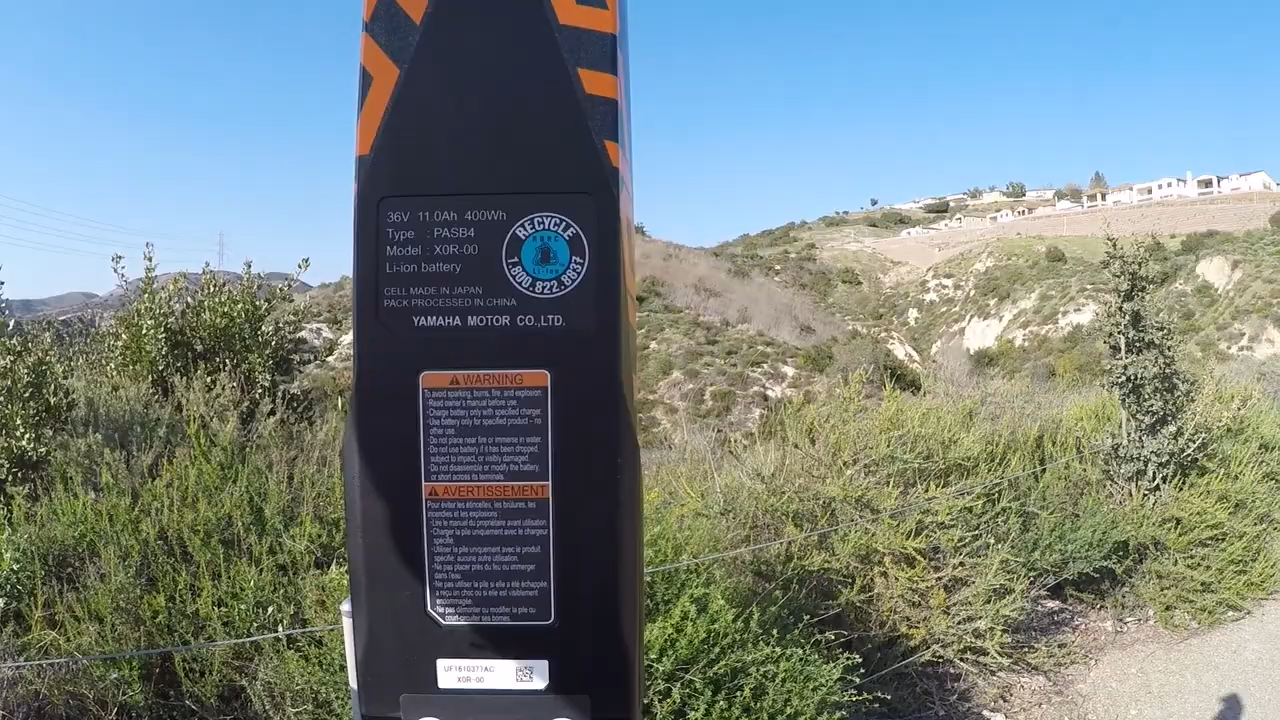 36V 11.0Ah 400Wh
Type : PASB4
Model : X0R-00
Li-ion battery
CELL MADE IN JAPAN
PACK PROCESSED IN CHINA
YAMAHA MOTOR CO.,LTD.
RECYCLE
RBRC
Li-Ion
1.800.822.8837
WARNING
To avoid sparking, burns, fire, and explosion:
·Read owner's manual before use.
·Charge battery only with specified charger.
·Use battery only for specified product – no
other use.
·Do not place near fire or immerse in water.
·Do not use battery if it has been dropped,
subject to impact, or visibly damaged.
·Do not disassemble or modify the battery,
or short across its terminals.
AVERTISSEMENT
Pour éviter les étincelles, les brûlures, les
incendies et les explosions :
·Lire le manuel du propriétaire avant utilisation.
·Charger la pile uniquement avec le chargeur
spécifié.
·Utiliser la pile uniquement avec le produit
spécifié; aucune autre utilisation.
·Ne pas placer près du feu ou immerger
dans l'eau.
·Ne pas utiliser la pile si elle a été échappée,
a reçu un choc ou si elle est visiblement
endommagée.
·Ne pas démonter ou modifier la pile ou
court-circuiter ses bornes.
X0R-00